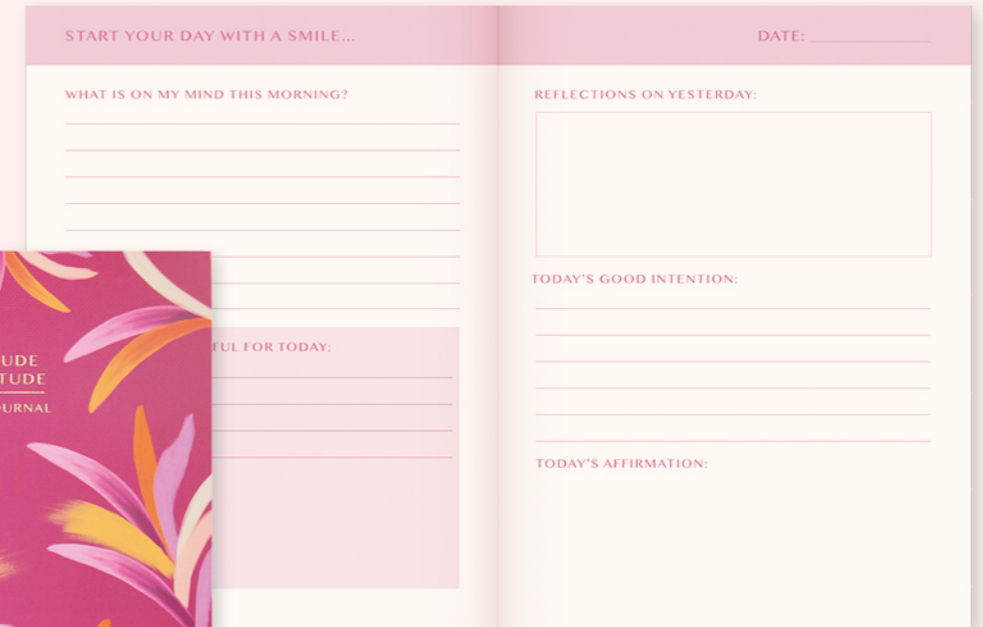 START YOUR DAY WITH A SMILE...
DATE:
WHAT IS ON MY MIND THIS MORNING?
FUL FOR TODAY:
REFLECTIONS ON YESTERDAY:
TODAY'S GOOD INTENTION:
TODAY'S AFFIRMATION:
UDE
TUDE
OURNAL